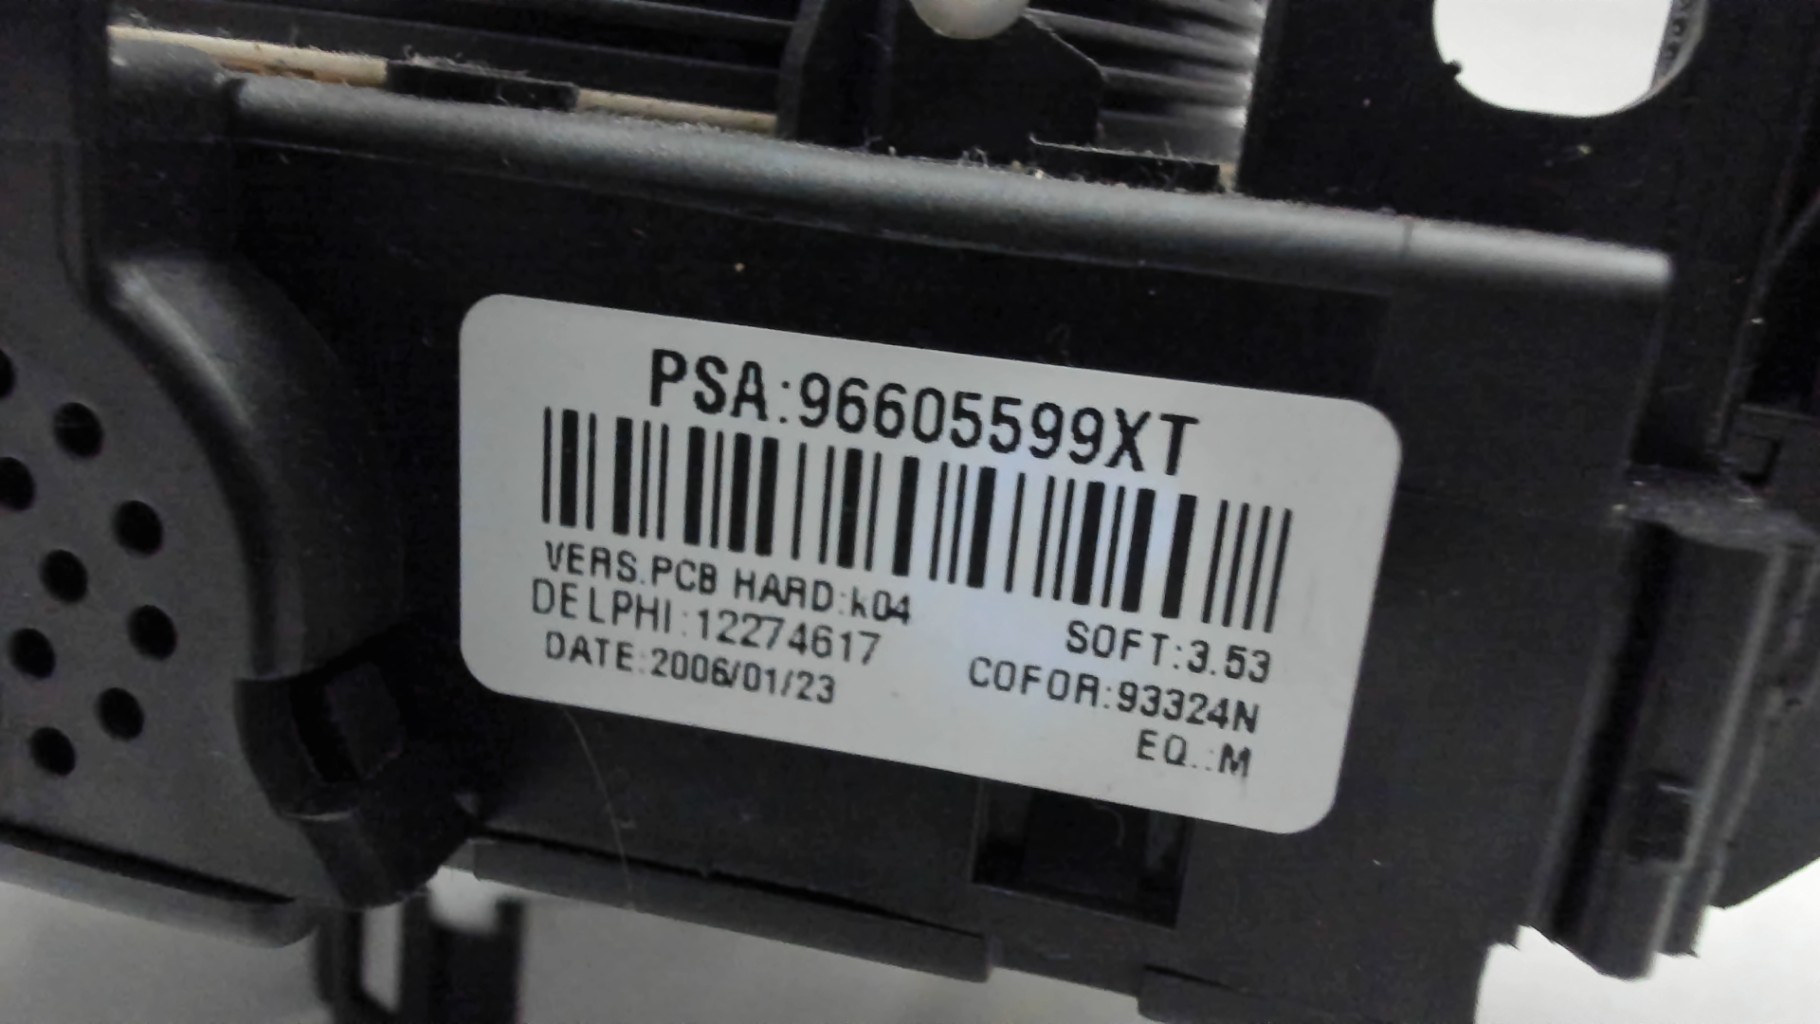 PSA:96605599XT
VERS.PCB HARD:k04
SOFT:3.53
DELPHI:12274617
COFOR:93324N
DATE:2006/01/23
EQ.:M